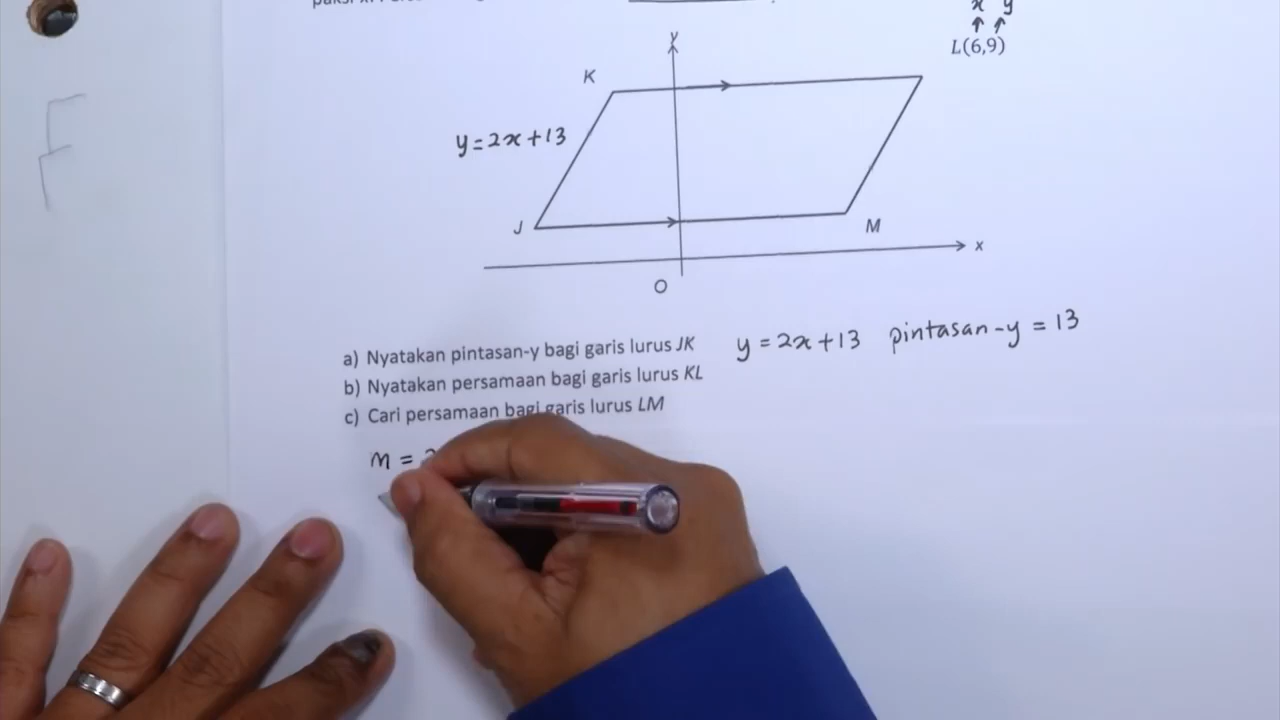 x y
L(6,9)
y
K
y = 2x + 13
J
M
x
O
a) Nyatakan pintasan-y bagi garis lurus JK
y = 2x + 13 pintasan-y = 13
b) Nyatakan persamaan bagi garis lurus KL
c) Cari persamaan bagi garis lurus LM
m =